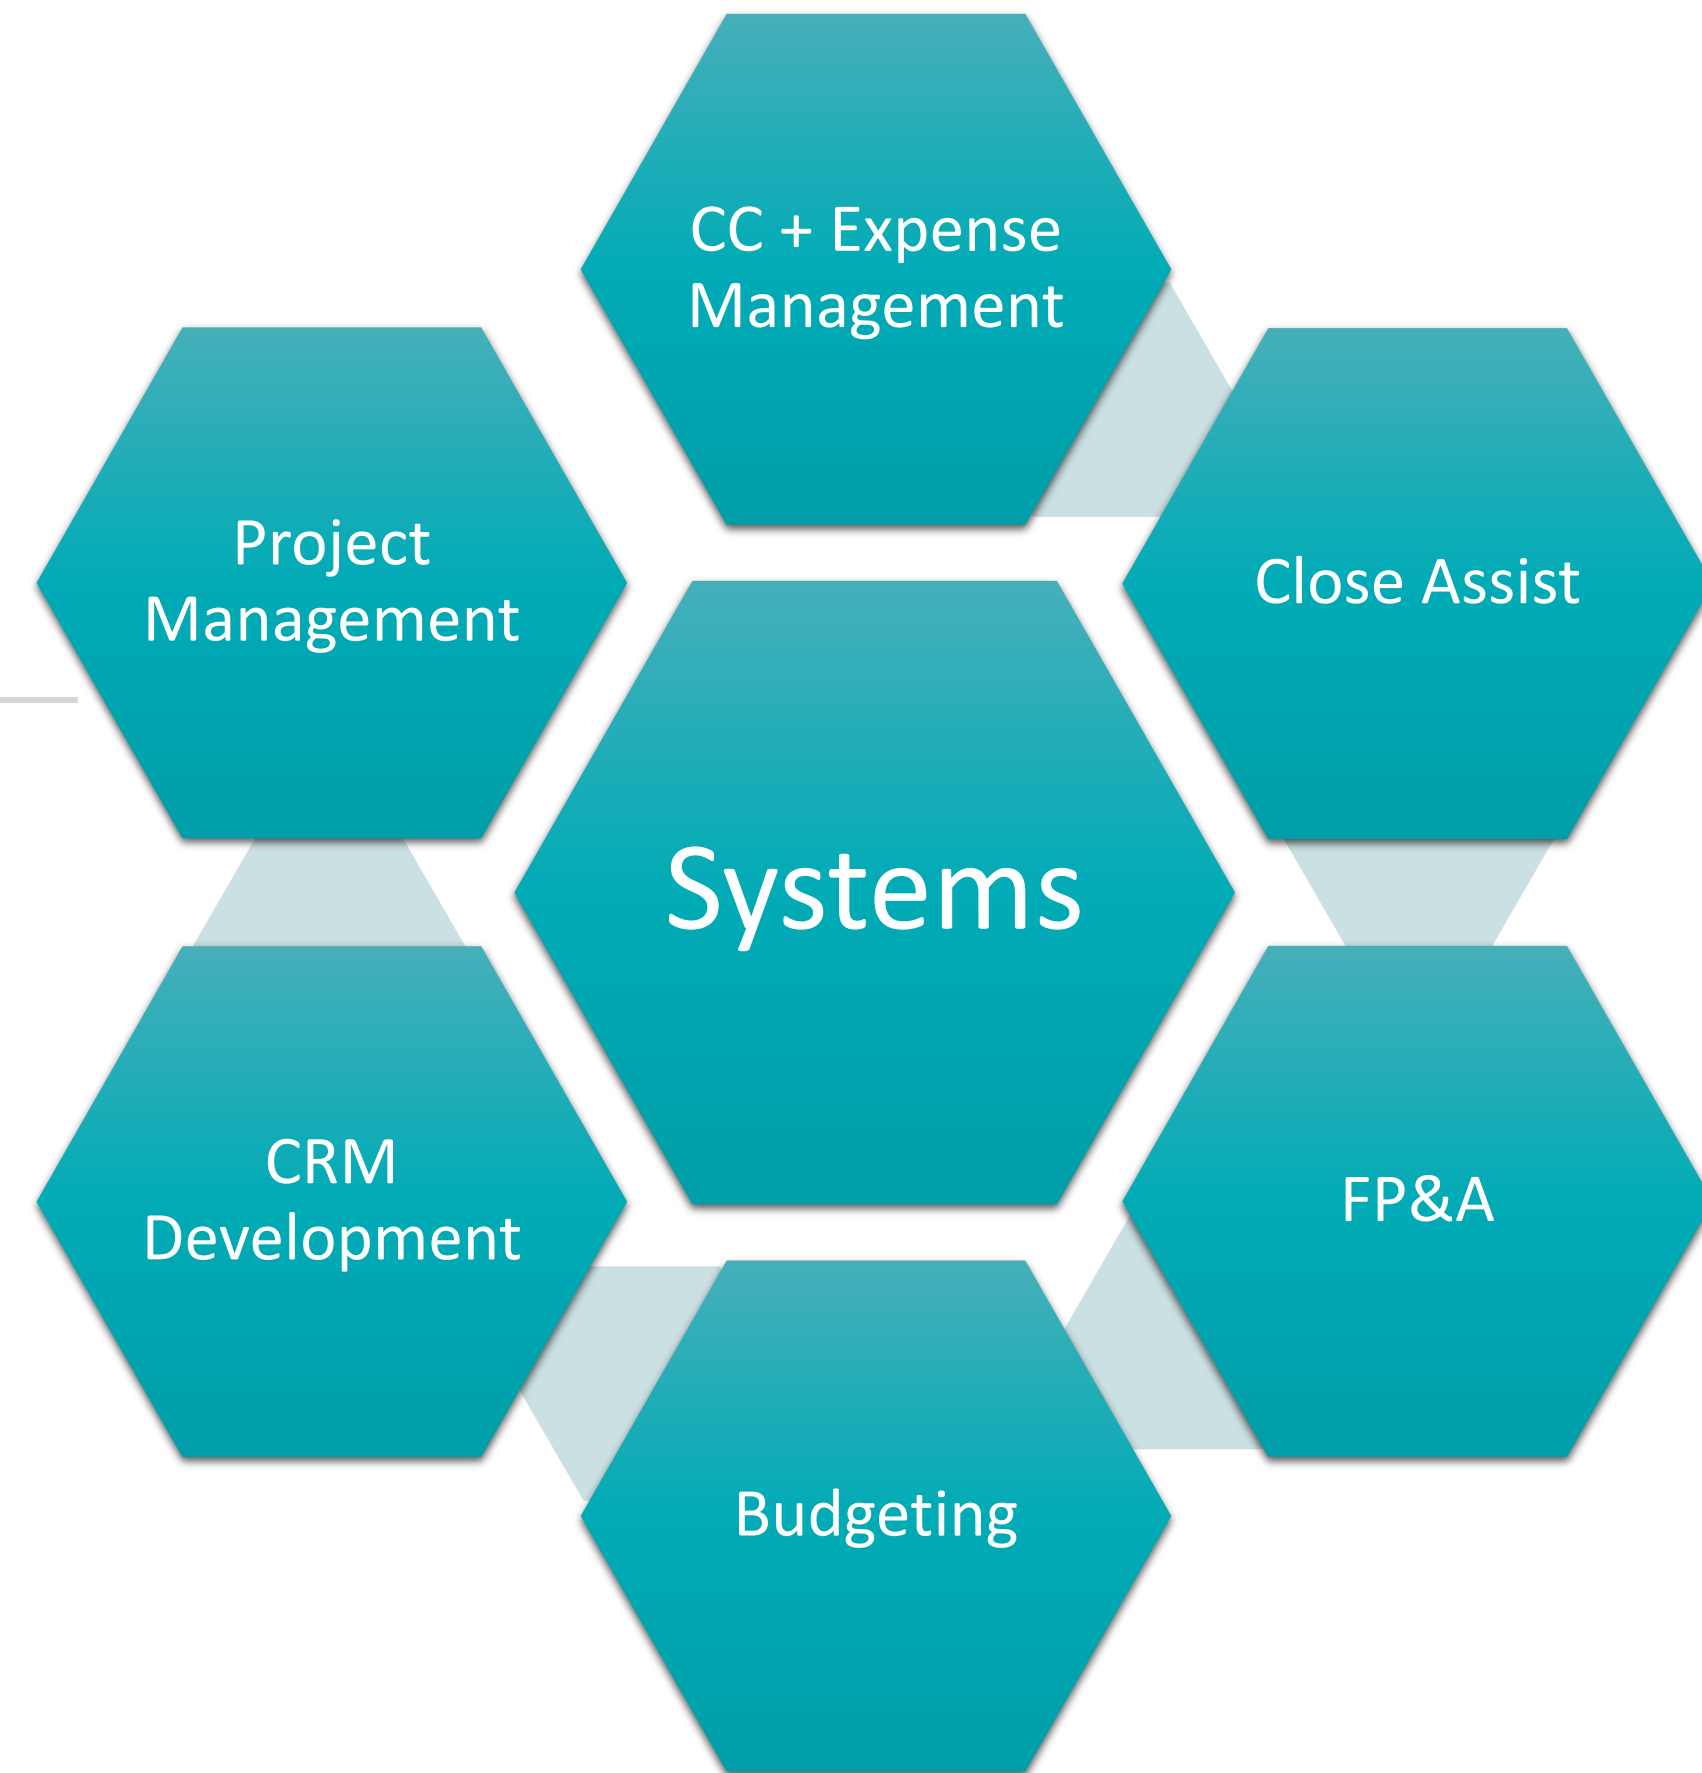 CC + Expense
Management
Close Assist
FP&A
Budgeting
CRM
Development
Project
Management
Systems